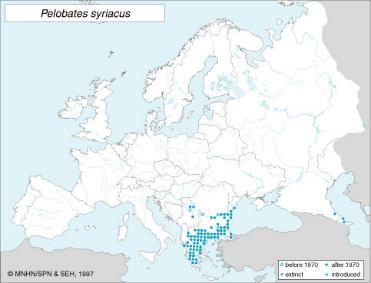 Pelobates syriacus
© MNHN/SPN & SEH, 1997
before 1970
after 1970
extinct
introduced